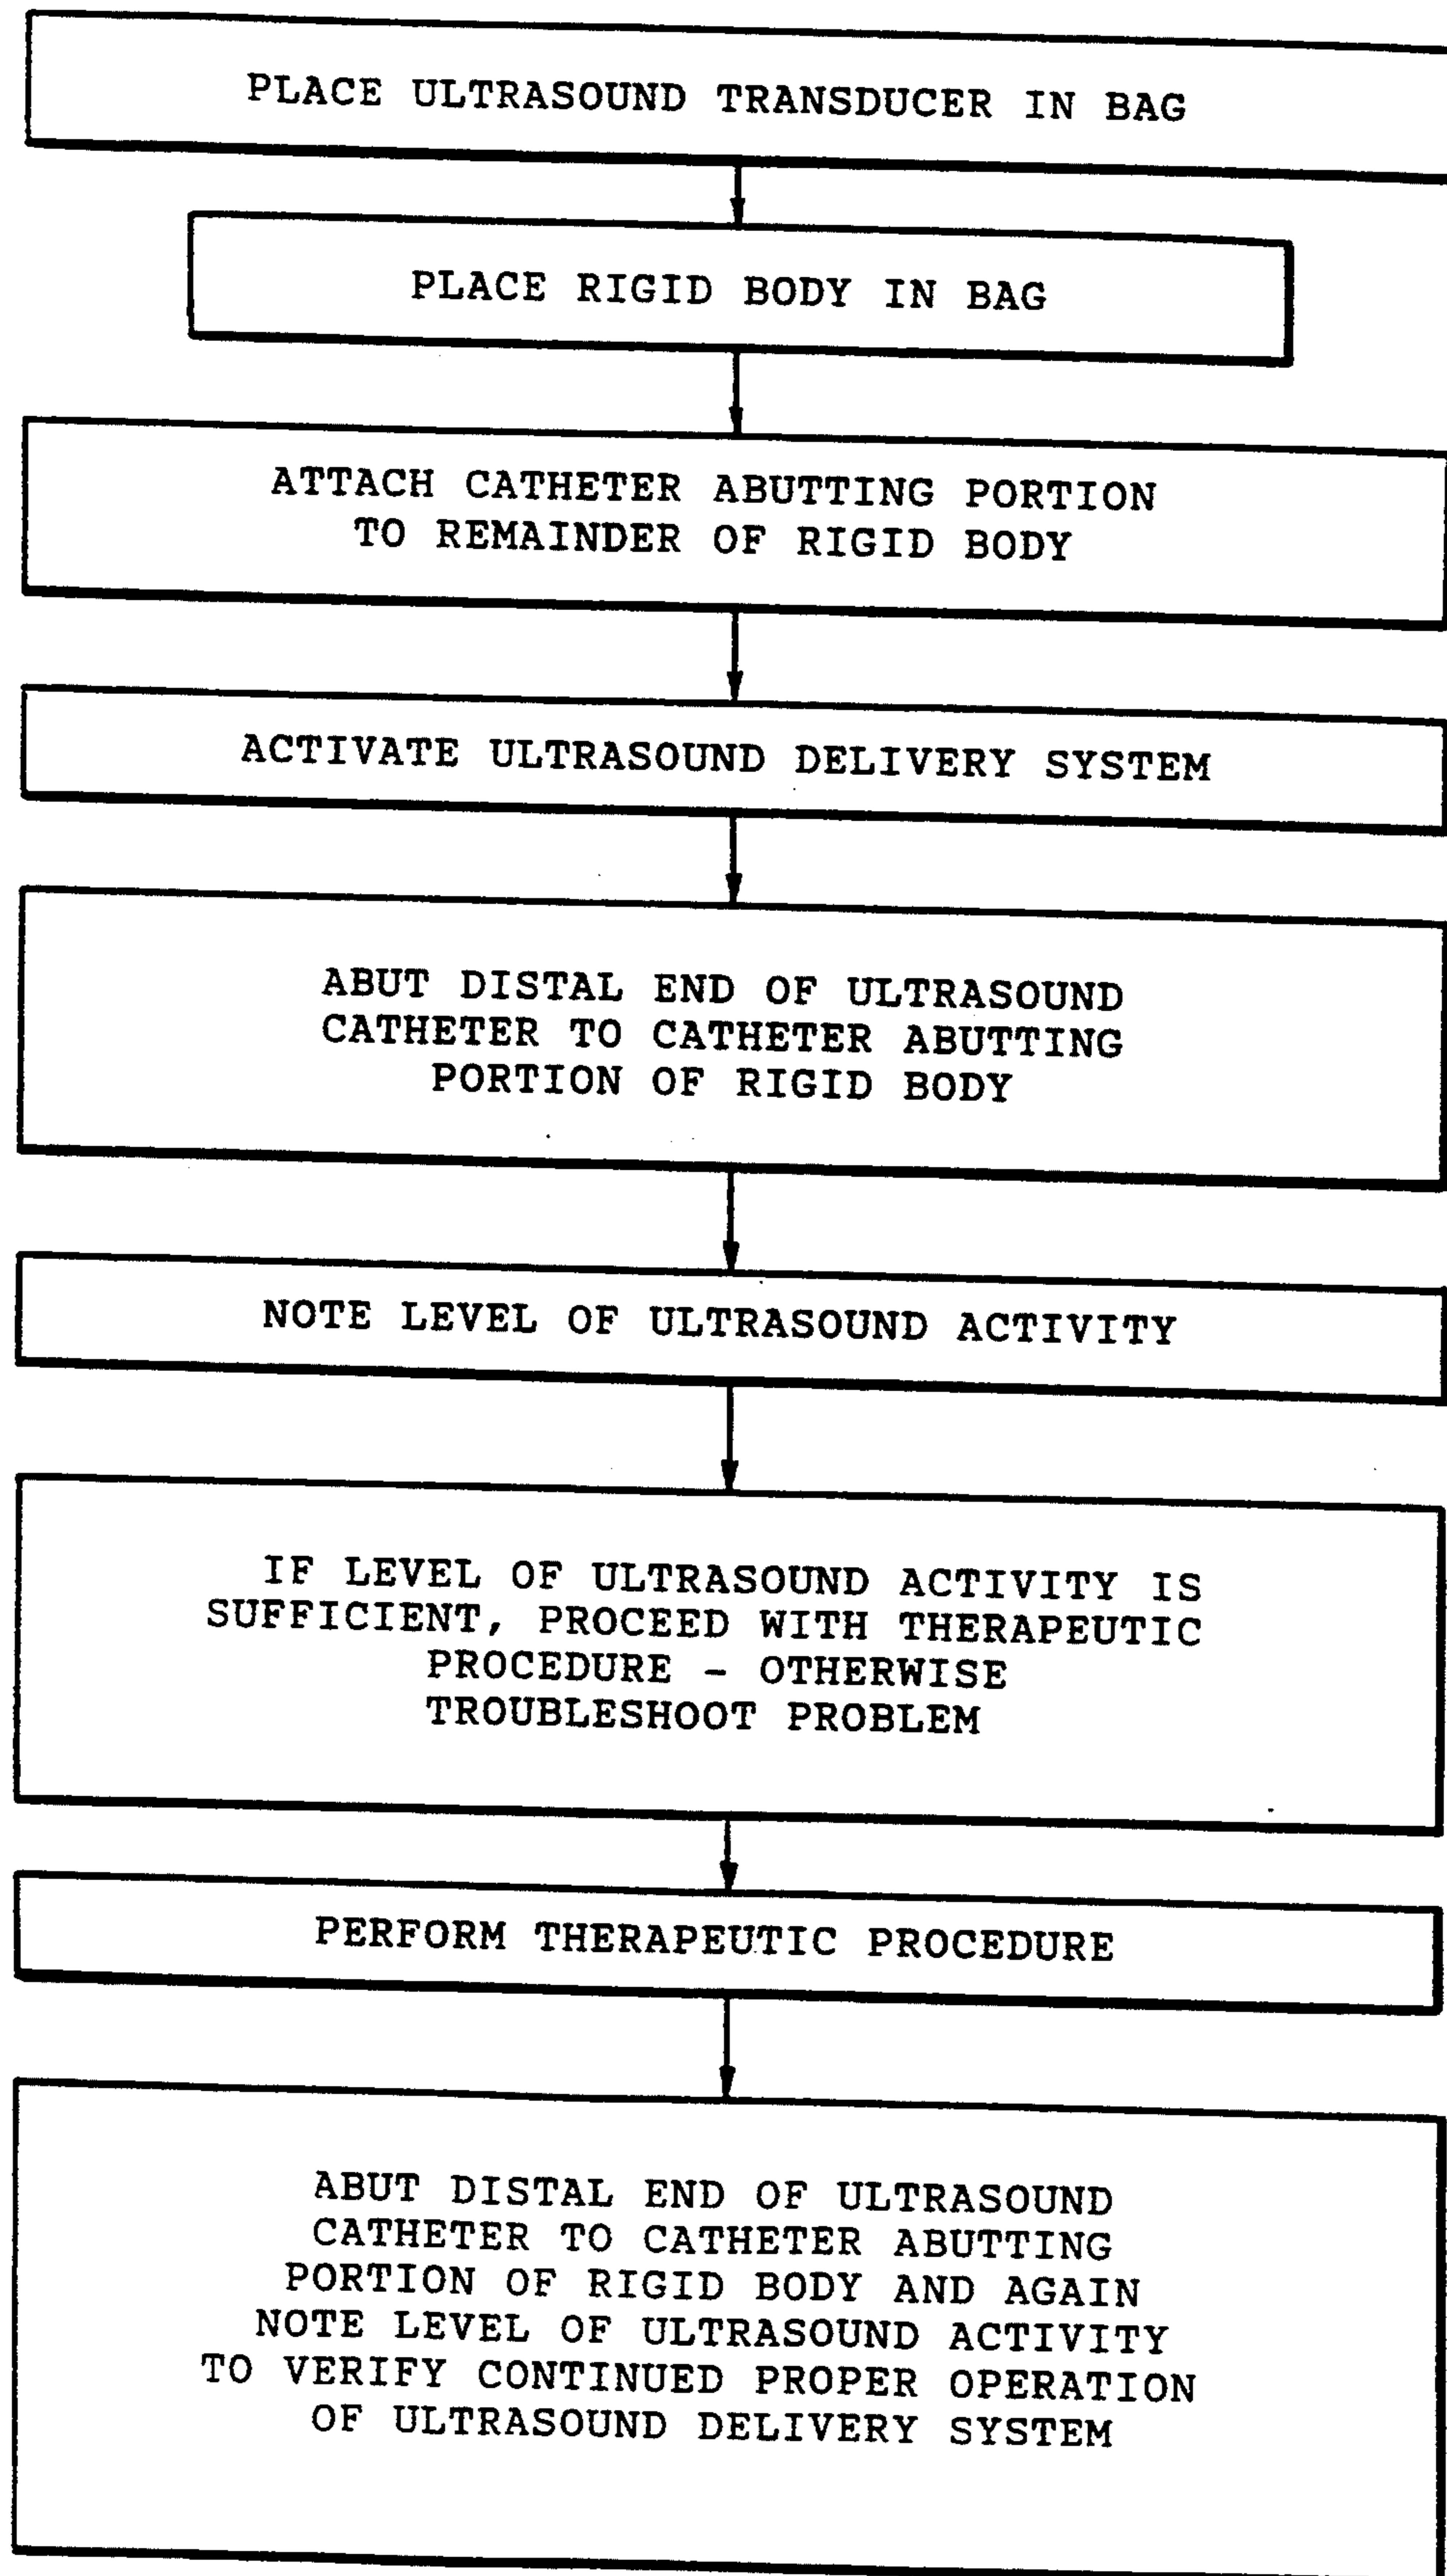 PLACE ULTRASOUND TRANSDUCER IN BAG
PLACE RIGID BODY IN BAG
ATTACH CATHETER ABUTTING PORTION
TO REMAINDER OF RIGID BODY
ACTIVATE ULTRASOUND DELIVERY SYSTEM
ABUT DISTAL END OF ULTRASOUND
CATHETER TO CATHETER ABUTTING
PORTION OF RIGID BODY
NOTE LEVEL OF ULTRASOUND ACTIVITY
IF LEVEL OF ULTRASOUND ACTIVITY IS
SUFFICIENT, PROCEED WITH THERAPEUTIC
PROCEDURE - OTHERWISE
TROUBLESHOOT PROBLEM
PERFORM THERAPEUTIC PROCEDURE
ABUT DISTAL END OF ULTRASOUND
CATHETER TO CATHETER ABUTTING
PORTION OF RIGID BODY AND AGAIN
NOTE LEVEL OF ULTRASOUND ACTIVITY
TO VERIFY CONTINUED PROPER OPERATION
OF ULTRASOUND DELIVERY SYSTEM